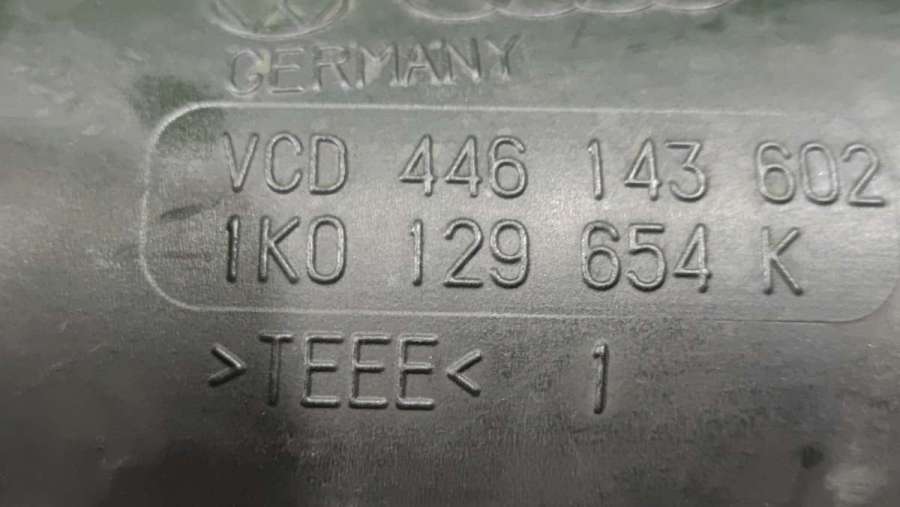 GERMANY
VCD 446 143 602
1K0 129 654 K
>TEEE< 1